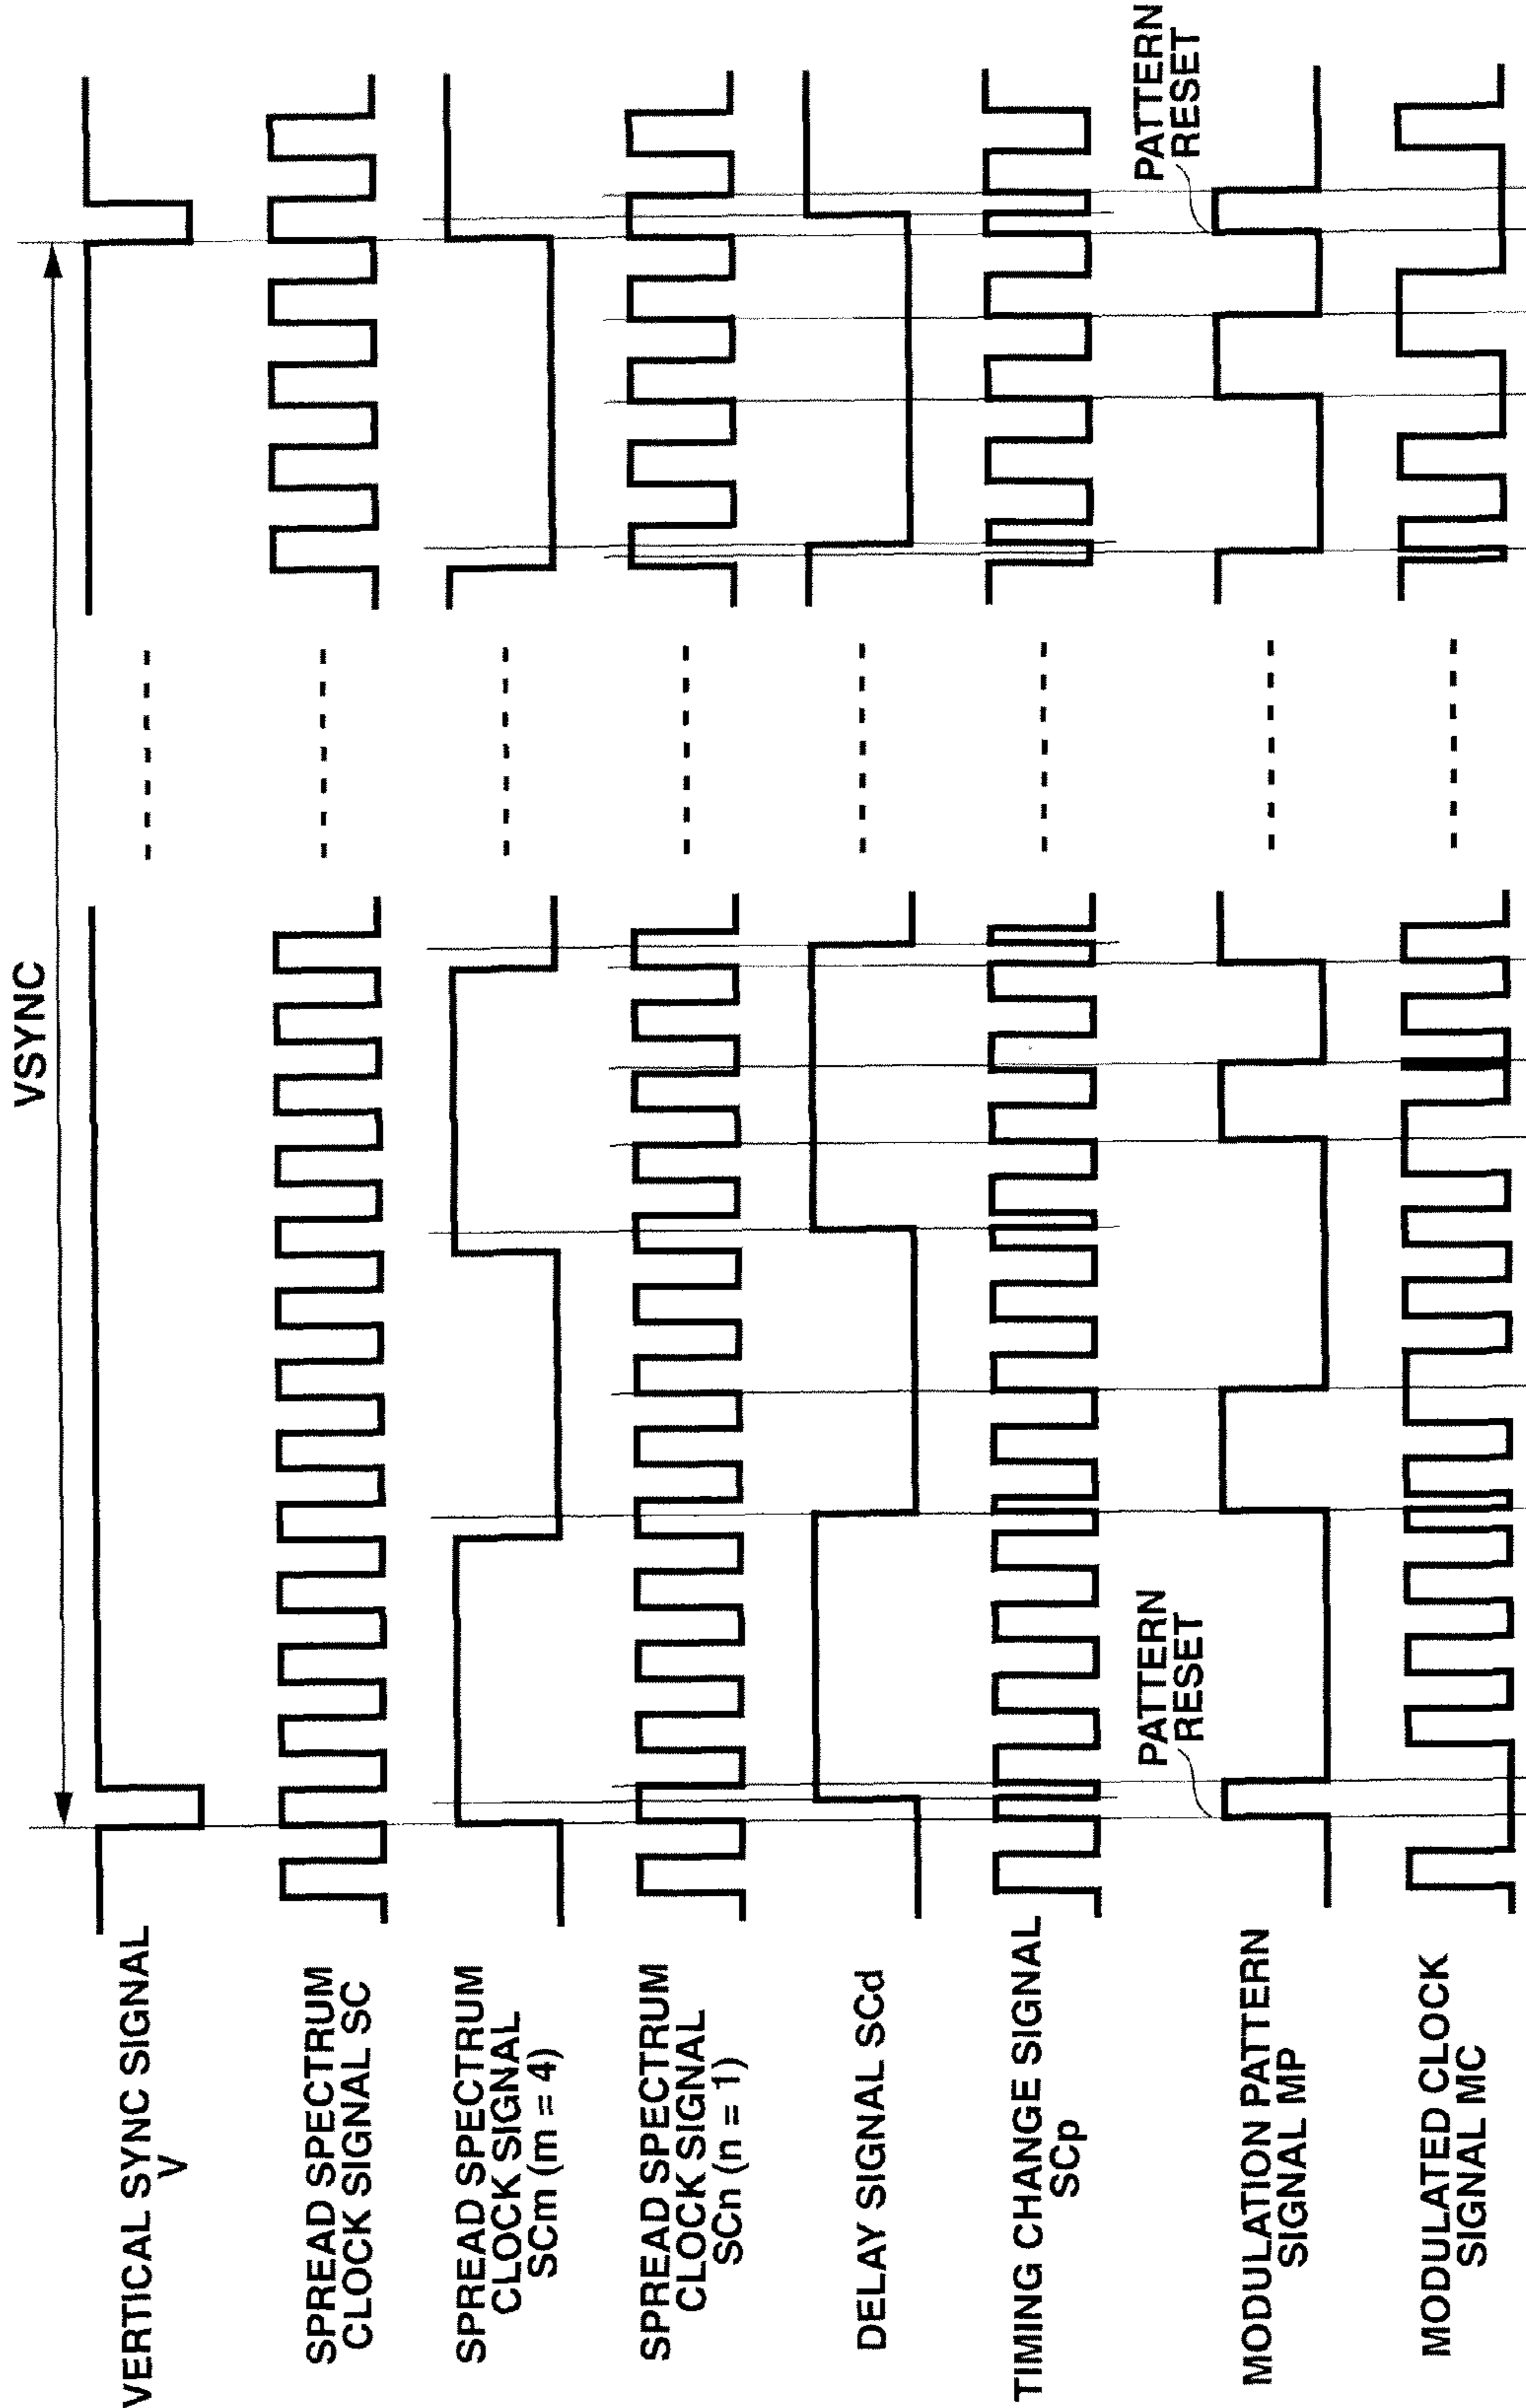 VSYNC
VERTICAL SYNC SIGNAL
V
SPREAD SPECTRUM
CLOCK SIGNAL SC
SPREAD SPECTRUM
CLOCK SIGNAL
SCm (m = 4)
SPREAD SPECTRUM
CLOCK SIGNAL
SCn (n = 1)
DELAY SIGNAL SCd
TIMING CHANGE SIGNAL
SCp
PATTERN
RESET
PATTERN
RESET
MODULATION PATTERN
SIGNAL MP
MODULATED CLOCK
SIGNAL MC